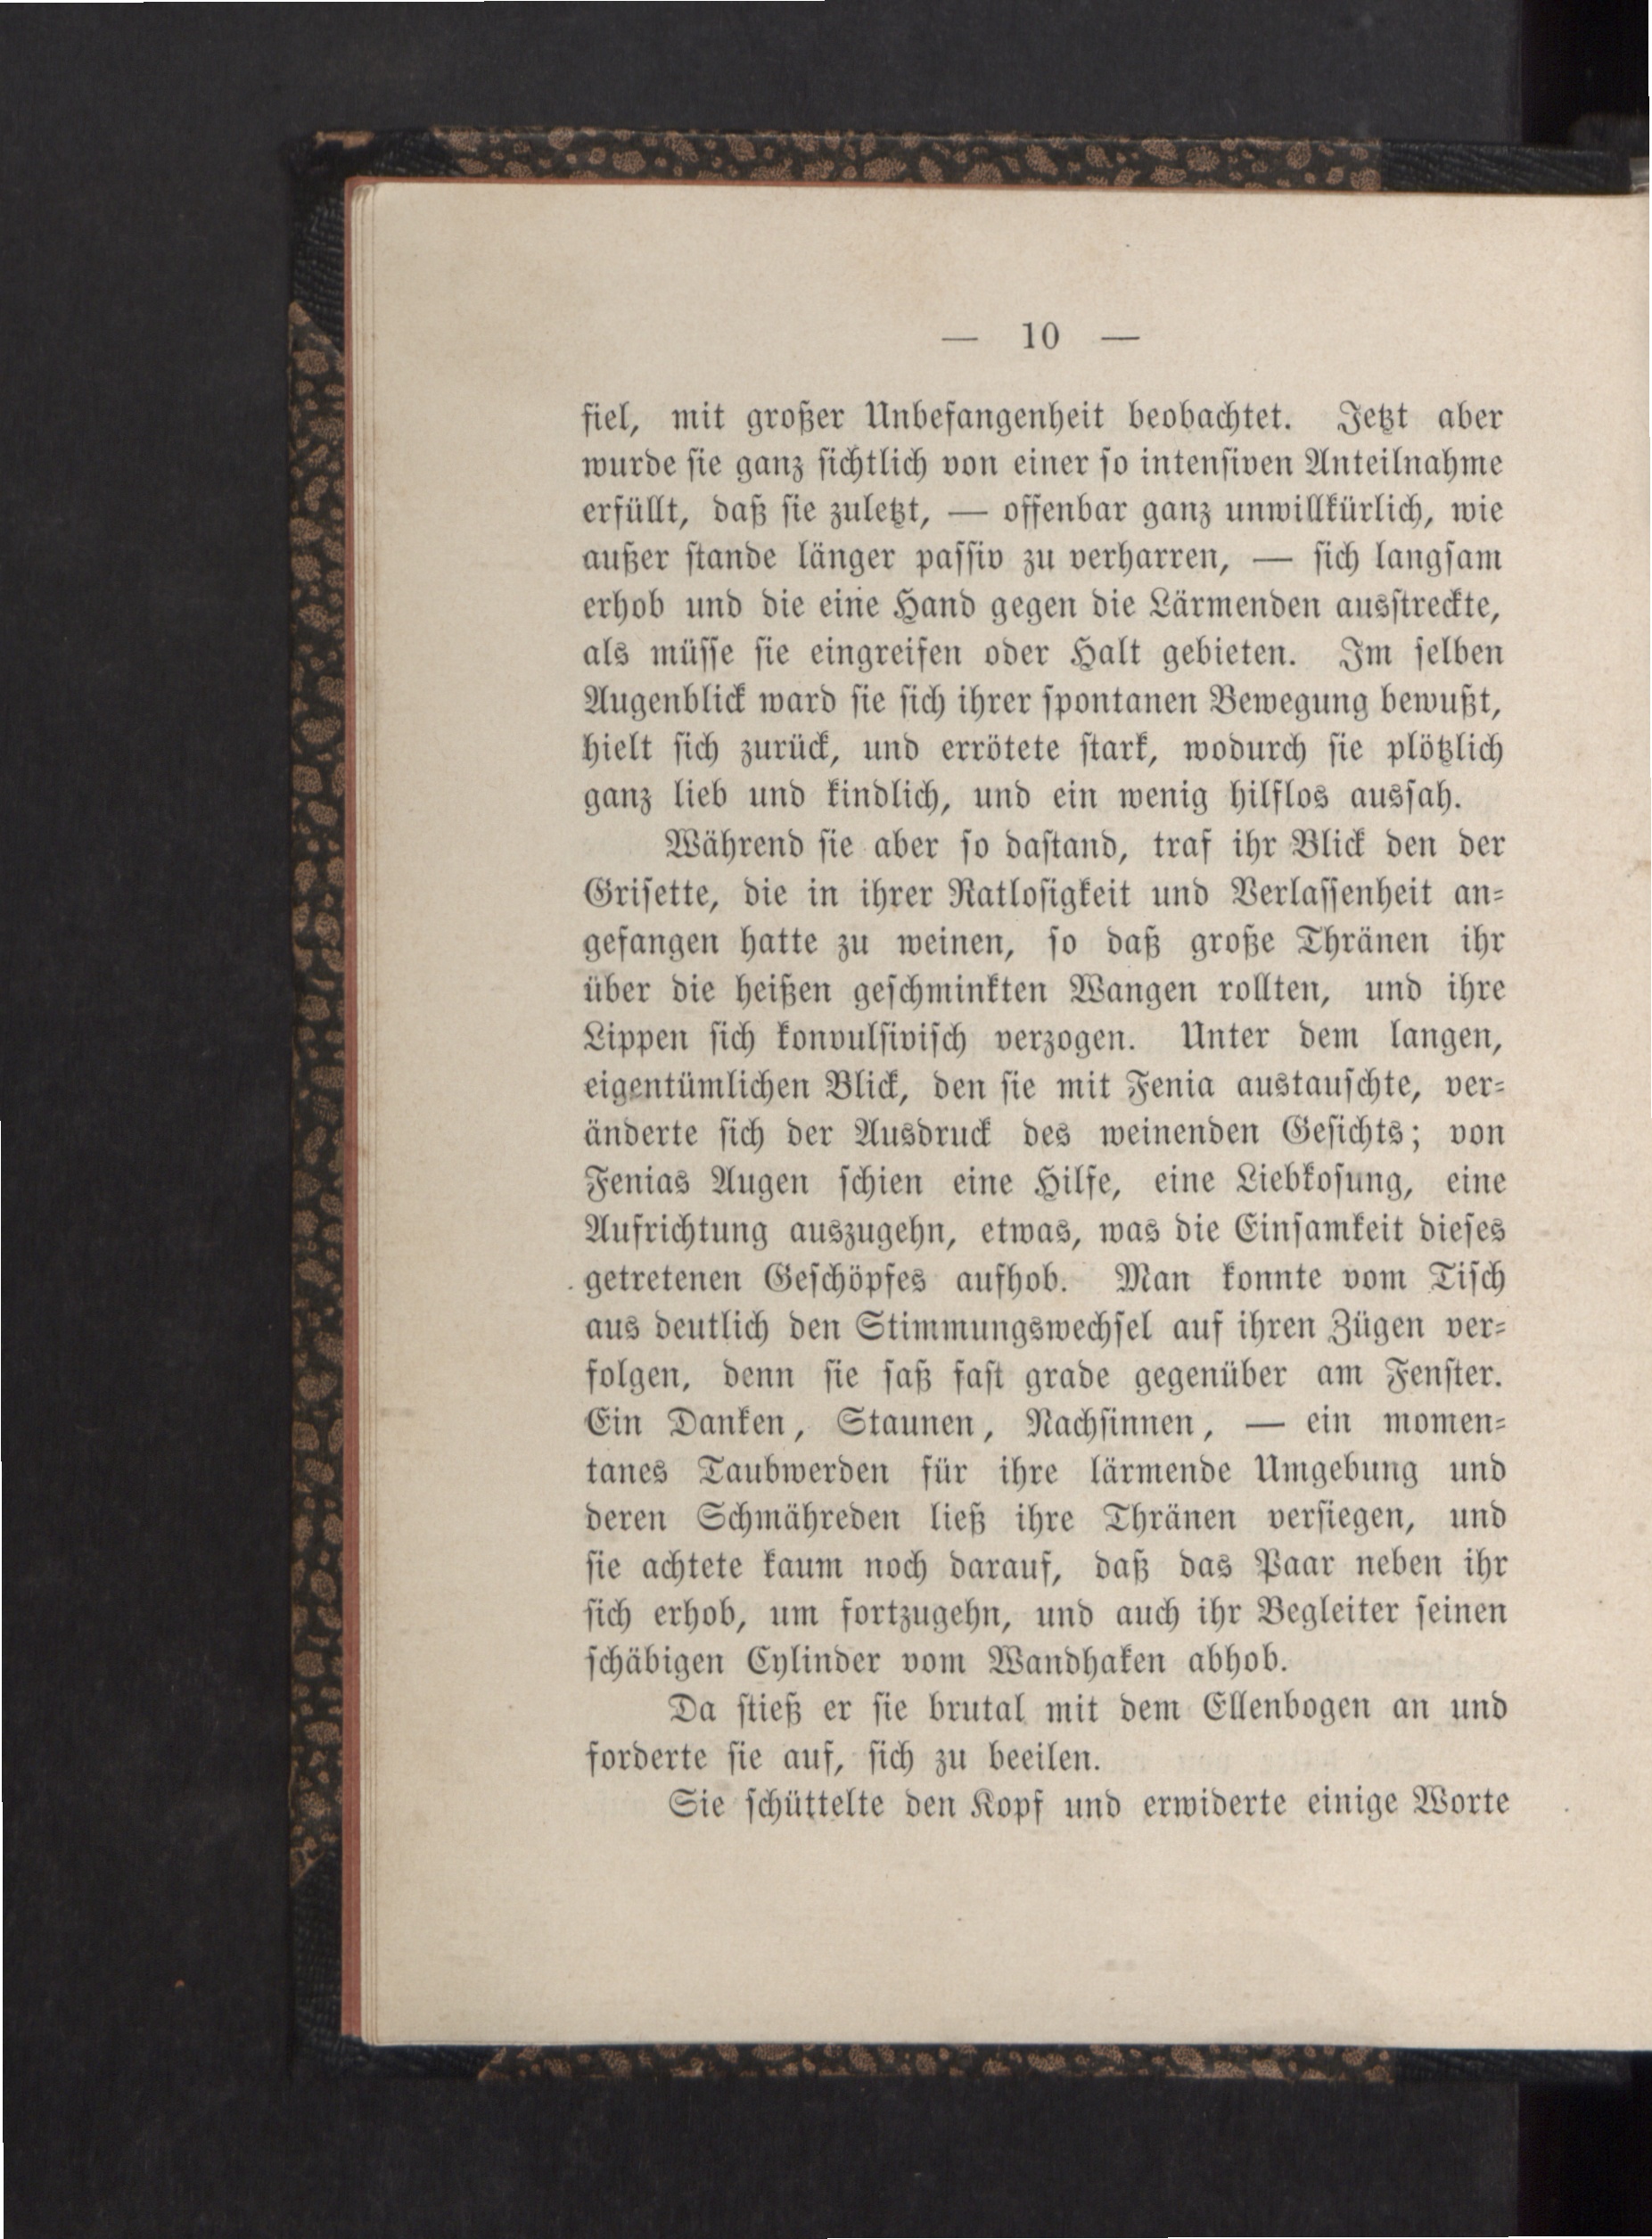 — 10 —
fiel, mit großer Unbefangenheit beobachtet. Jetzt aber
wurde sie ganz sichtlich von einer so intensiven Anteilnahme
erfüllt, daß sie zuletzt, — offenbar ganz unwillkürlich, wie
außer stande länger passiv zu verharren, — sich langsam
erhob und die eine Hand gegen die Lärmenden ausstreckte,
als müsse sie eingreifen oder Halt gebieten. Im selben
Augenblick ward sie sich ihrer spontanen Bewegung bewußt,
hielt sich zurück, und errötete stark, wodurch sie plötzlich
ganz lieb und kindlich, und ein wenig hilflos aussah.
Während sie aber so dastand, traf ihr Blick den der
Grisette, die in ihrer Ratlosigkeit und Verlassenheit an-
gefangen hatte zu weinen, so daß große Thränen ihr
über die heißen geschminkten Wangen rollten, und ihre
Lippen sich konvulsivisch verzogen. Unter dem langen,
eigentümlichen Blick, den sie mit Fenia austauschte, ver-
änderte sich der Ausdruck des weinenden Gesichts; von
Fenias Augen schien eine Hilfe, eine Liebkosung, eine
Aufrichtung auszugehn, etwas, was die Einsamkeit dieses
getretenen Geschöpfes aufhob. Man konnte vom Tisch
aus deutlich den Stimmungswechsel auf ihren Zügen ver-
folgen, denn sie saß fast grade gegenüber am Fenster.
Ein Danken, Staunen, Nachsinnen, — ein momen-
tanes Taubwerden für ihre lärmende Umgebung und
deren Schmähreden ließ ihre Thränen versiegen, und
sie achtete kaum noch darauf, daß das Paar neben ihr
sich erhob, um fortzugehn, und auch ihr Begleiter seinen
schäbigen Cylinder vom Wandhaken abhob.
Da stieß er sie brutal mit dem Ellenbogen an und
forderte sie auf, sich zu beeilen.
Sie schüttelte den Kopf und erwiderte einige Worte